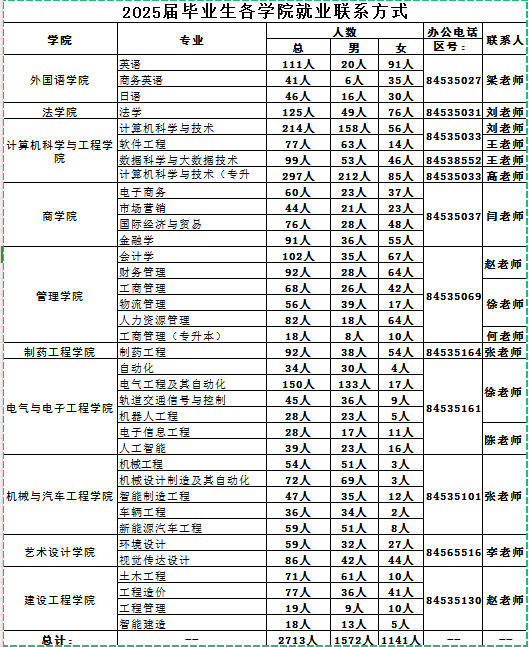 2025届毕业生各学院就业联系方式
学院 专业 人数 办公电话 联系人
总 男 女 区号：
外国语学院 英语 111人 20人 91人 84535027 梁老师
商务英语 41人 6人 35人
日语 46人 16人 30人
法学院 法学 125人 49人 76人 84535031 刘老师
计算机科学与工程学院 计算机科学与技术 214人 158人 56人 84535033 刘老师
软件工程 77人 63人 14人 王老师
数据科学与大数据技术 99人 53人 46人 84538552 王老师
计算机科学与技术（专升 297人 212人 85人 84535033 高老师
商学院 电子商务 60人 23人 37人 84535037 闫老师
市场营销 44人 21人 23人
国际经济与贸易 76人 28人 48人
金融学 91人 36人 55人
管理学院 会计学 102人 35人 67人 84535069 赵老师
财务管理 92人 28人 64人
工商管理 68人 26人 42人 徐老师
物流管理 56人 39人 17人
人力资源管理 82人 18人 64人
工商管理（专升本） 18人 8人 10人 何老师
制药工程学院 制药工程 92人 38人 54人 84535164 张老师
电气与电子工程学院 自动化 34人 30人 4人 84535161 徐老师
电气工程及其自动化 150人 133人 17人
轨道交通信号与控制 45人 36人 9人
机器人工程 28人 23人 5人
电子信息工程 28人 17人 11人 陈老师
人工智能 39人 23人 16人
机械与汽车工程学院 机械工程 54人 51人 3人 84535101 张老师
机械设计制造及其自动化 72人 69人 3人
智能制造工程 47人 35人 12人
车辆工程 36人 34人 2人
新能源汽车工程 59人 51人 8人
艺术设计学院 环境设计 59人 32人 27人 84565516 李老师
视觉传达设计 86人 42人 44人
建设工程学院 土木工程 71人 61人 10人 84535130 赵老师
工程造价 77人 36人 41人
工程管理 19人 9人 10人
智能建造 18人 13人 5人
总计： -- 2713人 1572人 1141人 -- --